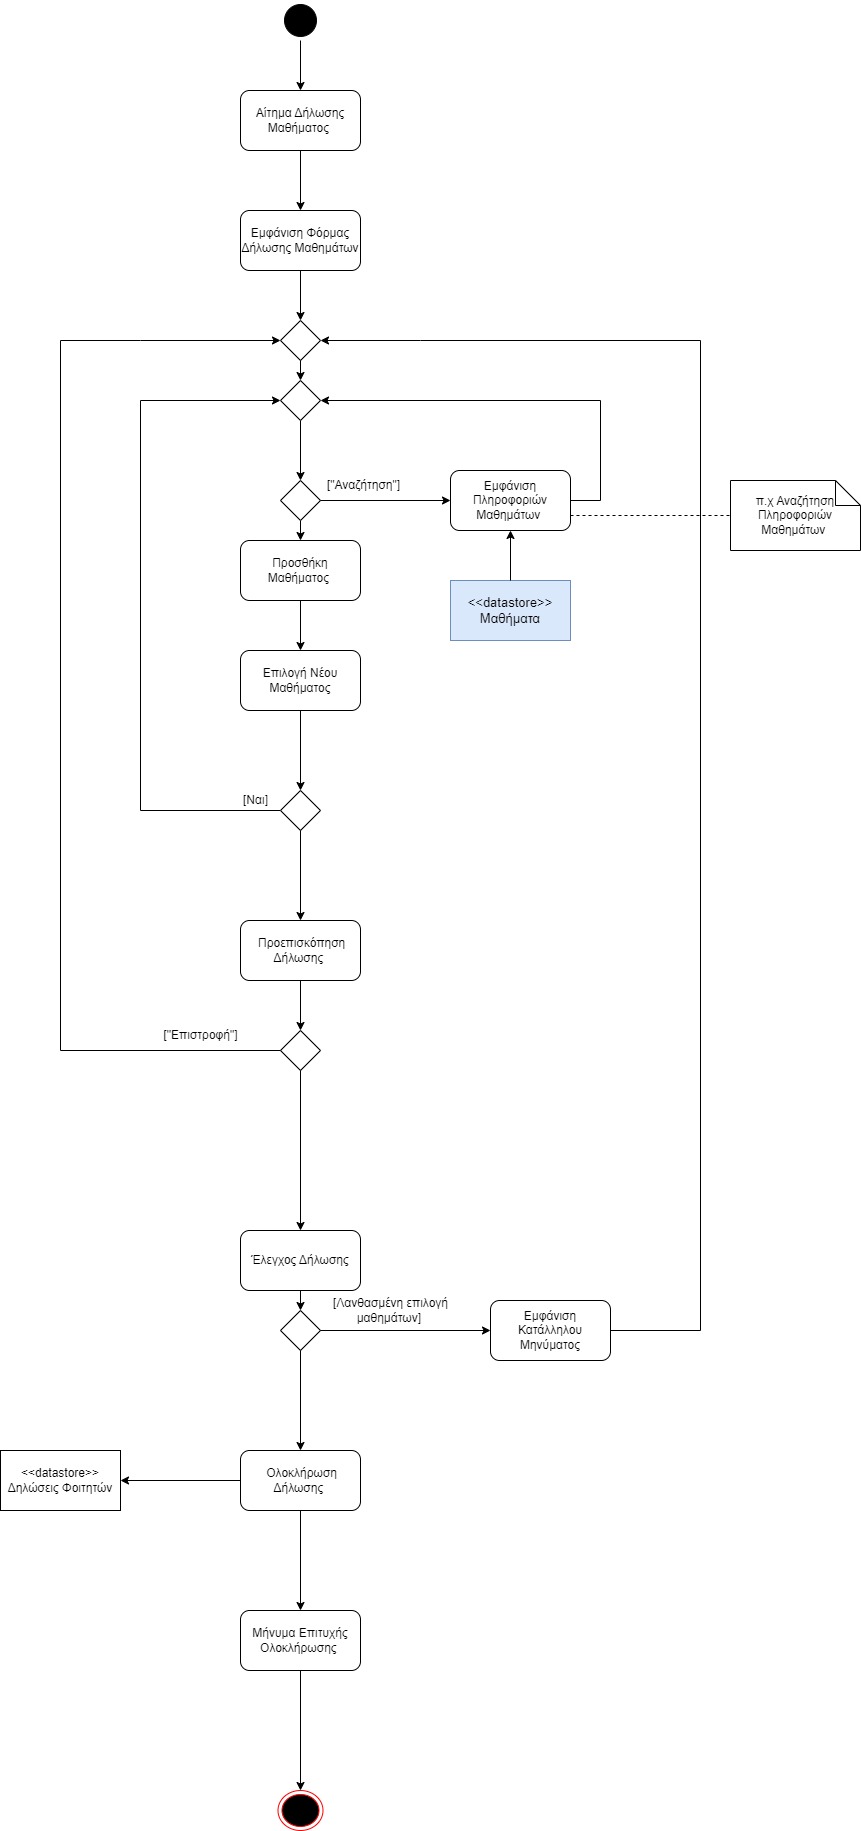 Αίτημα Δήλωσης
Μαθήματος
Εμφάνιση Φόρμας
Δήλωσης Μαθημάτων
["Αναζήτηση"]
Εμφάνιση
Πληροφοριών
Μαθημάτων
π.χ Αναζήτηση
Πληροφοριών
Μαθημάτων
Προσθήκη
Μαθήματος
<<datastore>>
Μαθήματα
Επιλογή Νέου
Μαθήματος
[Ναι]
Προεπισκόπηση
Δήλωσης
["Επιστροφή"]
Έλεγχος Δήλωσης
[Λανθασμένη επιλογή
μαθημάτων]
Εμφάνιση
Κατάλληλου
Μηνύματος
<<datastore>>
Δηλώσεις Φοιτητών
Ολοκλήρωση
Δήλωσης
Μήνυμα Επιτυχής
Ολοκλήρωσης